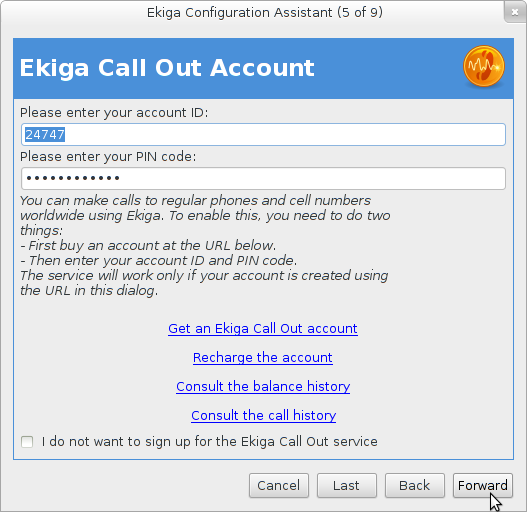 Ekiga Configuration Assistant (5 of 9)
Ekiga Call Out Account
Please enter your account ID:
24747
Please enter your PIN code:
••••••••••••
You can make calls to regular phones and cell numbers
worldwide using Ekiga. To enable this, you need to do two
things:
- First buy an account at the URL below.
- Then enter your account ID and PIN code.
The service will work only if your account is created using
the URL in this dialog.
Get an Ekiga Call Out account
Recharge the account
Consult the balance history
Consult the call history
I do not want to sign up for the Ekiga Call Out service
Cancel Last Back Forward